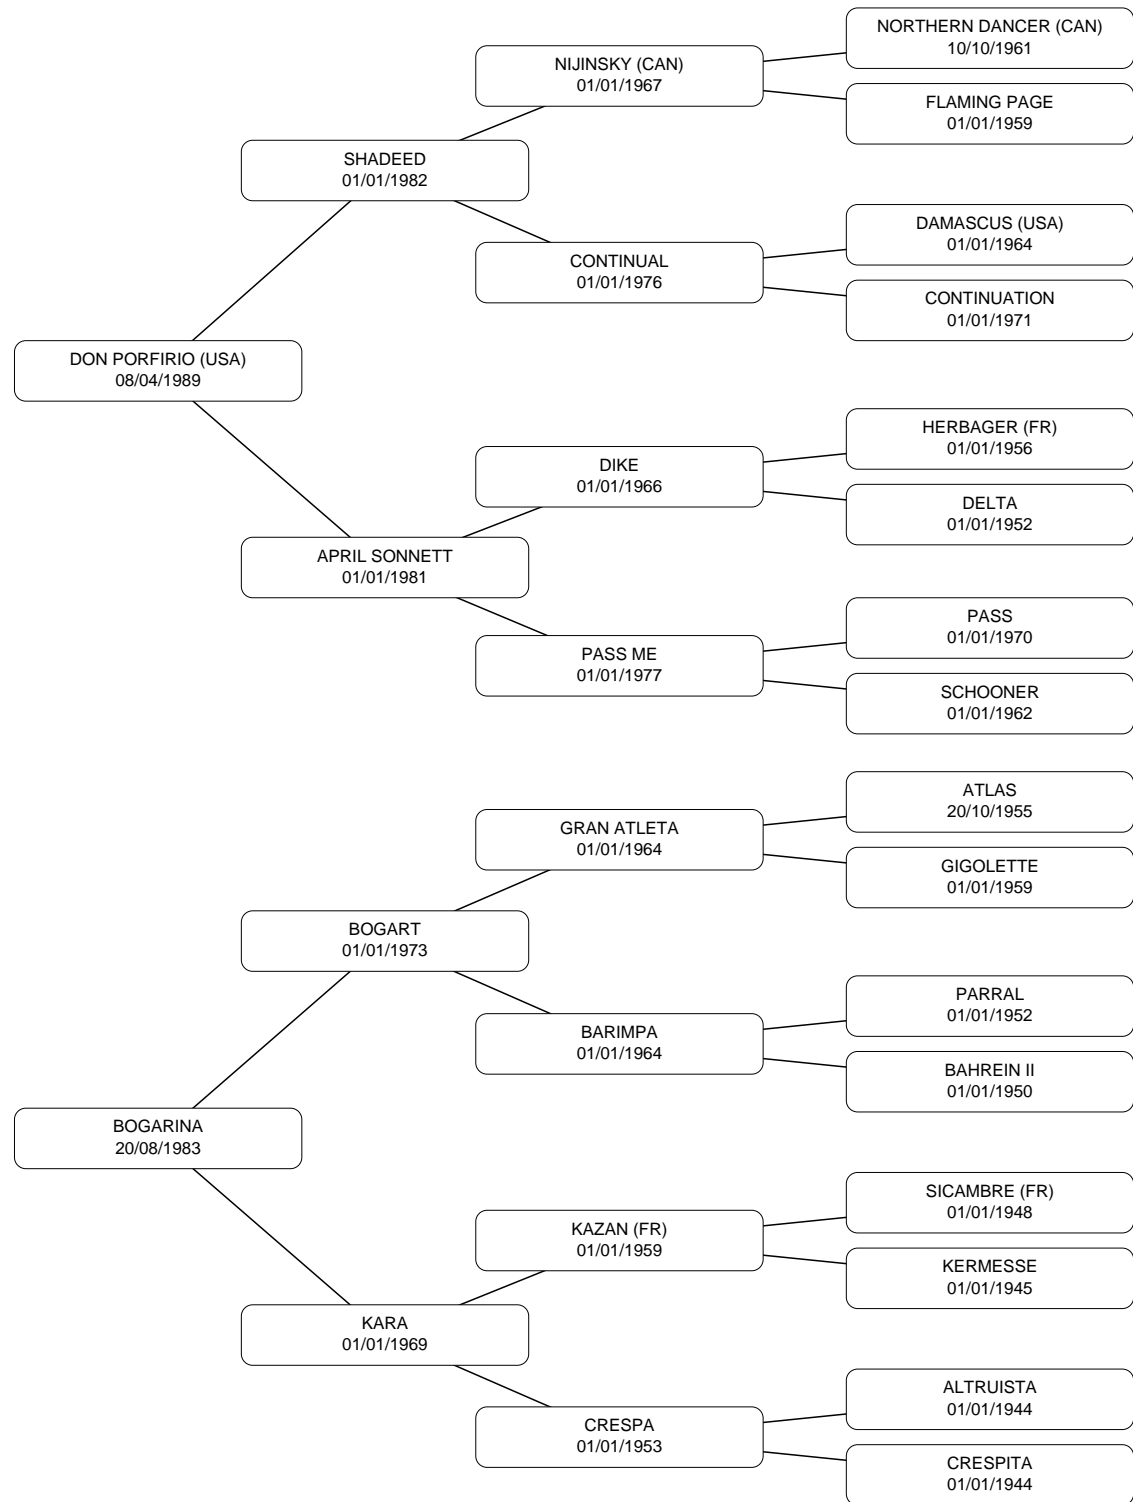 NORTHERN DANCER (CAN)
10/10/1961
NIJINSKY (CAN)
01/01/1967
FLAMING PAGE
01/01/1959
SHADEED
01/01/1982
DAMASCUS (USA)
01/01/1964
CONTINUAL
01/01/1976
CONTINUATION
01/01/1971
DON PORFIRIO (USA)
08/04/1989
HERBAGER (FR)
01/01/1956
DIKE
01/01/1966
DELTA
01/01/1952
APRIL SONNETT
01/01/1981
PASS
01/01/1970
PASS ME
01/01/1977
SCHOONER
01/01/1962
ATLAS
20/10/1955
GRAN ATLETA
01/01/1964
GIGOLETTE
01/01/1959
BOGART
01/01/1973
PARRAL
01/01/1952
BARIMPA
01/01/1964
BAHREIN II
01/01/1950
BOGARINA
20/08/1983
SICAMBRE (FR)
01/01/1948
KAZAN (FR)
01/01/1959
KERMESSE
01/01/1945
KARA
01/01/1969
ALTRUISTA
01/01/1944
CRESPA
01/01/1953
CRESPITA
01/01/1944